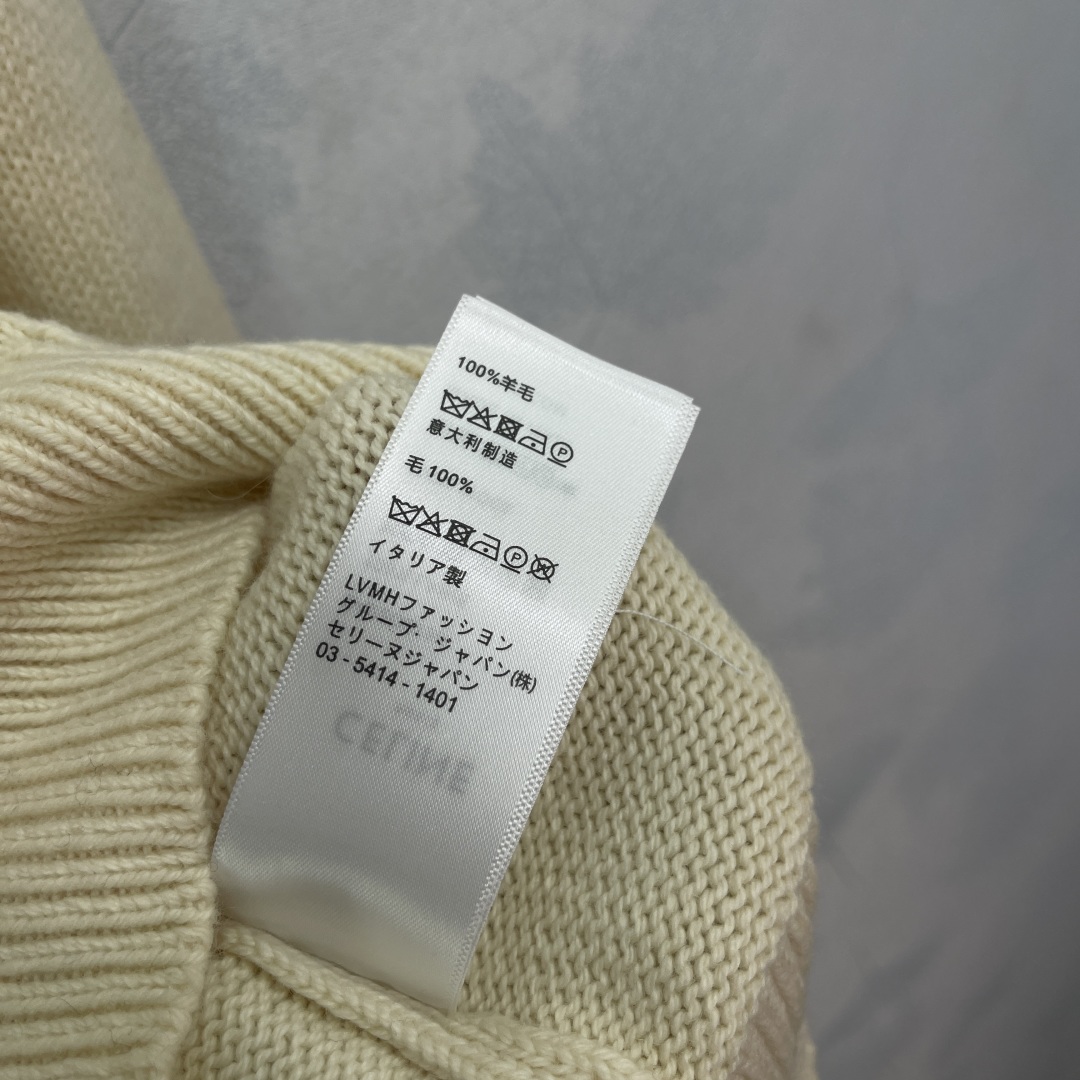 100%羊毛
意大利制造
毛 100%
イタリア製
LVMHファッション
グループ・ジャパン(株)
セリーヌジャパン
03 - 5414 - 1401
CELINE